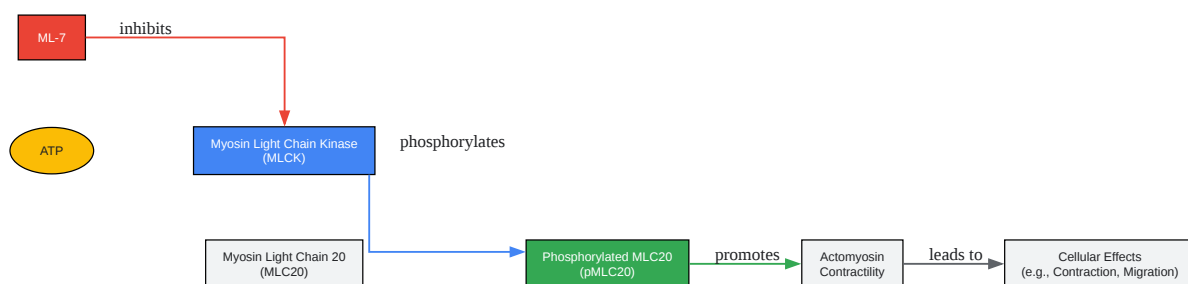 ML-7
inhibits
Myosin Light Chain Kinase
(MLCK)
phosphorylates
ATP
Myosin Light Chain 20
(MLC20)
Phosphorylated MLC20
(pMLC20)
promotes
Actomyosin
Contractility
leads to
Cellular Effects
(e.g., Contraction, Migration)